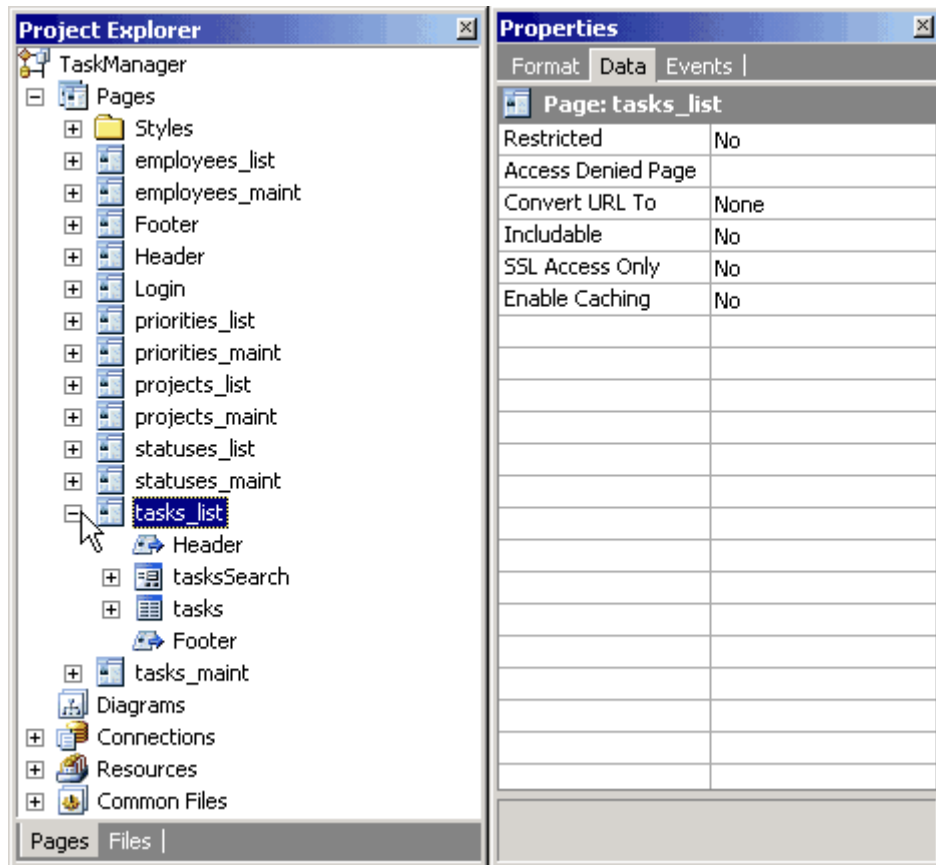 Project Explorer
TaskManager
Pages
Styles
employees_list
employees_maint
Footer
Header
Login
priorities_list
priorities_maint
projects_list
projects_maint
statuses_list
statuses_maint
tasks_list
Header
tasksSearch
tasks
Footer
tasks_maint
Diagrams
Connections
Resources
Common Files
Pages Files
Properties
Format Data Events
Page: tasks_list
Restricted No
Access Denied Page
Convert URL To None
Includable No
SSL Access Only No
Enable Caching No